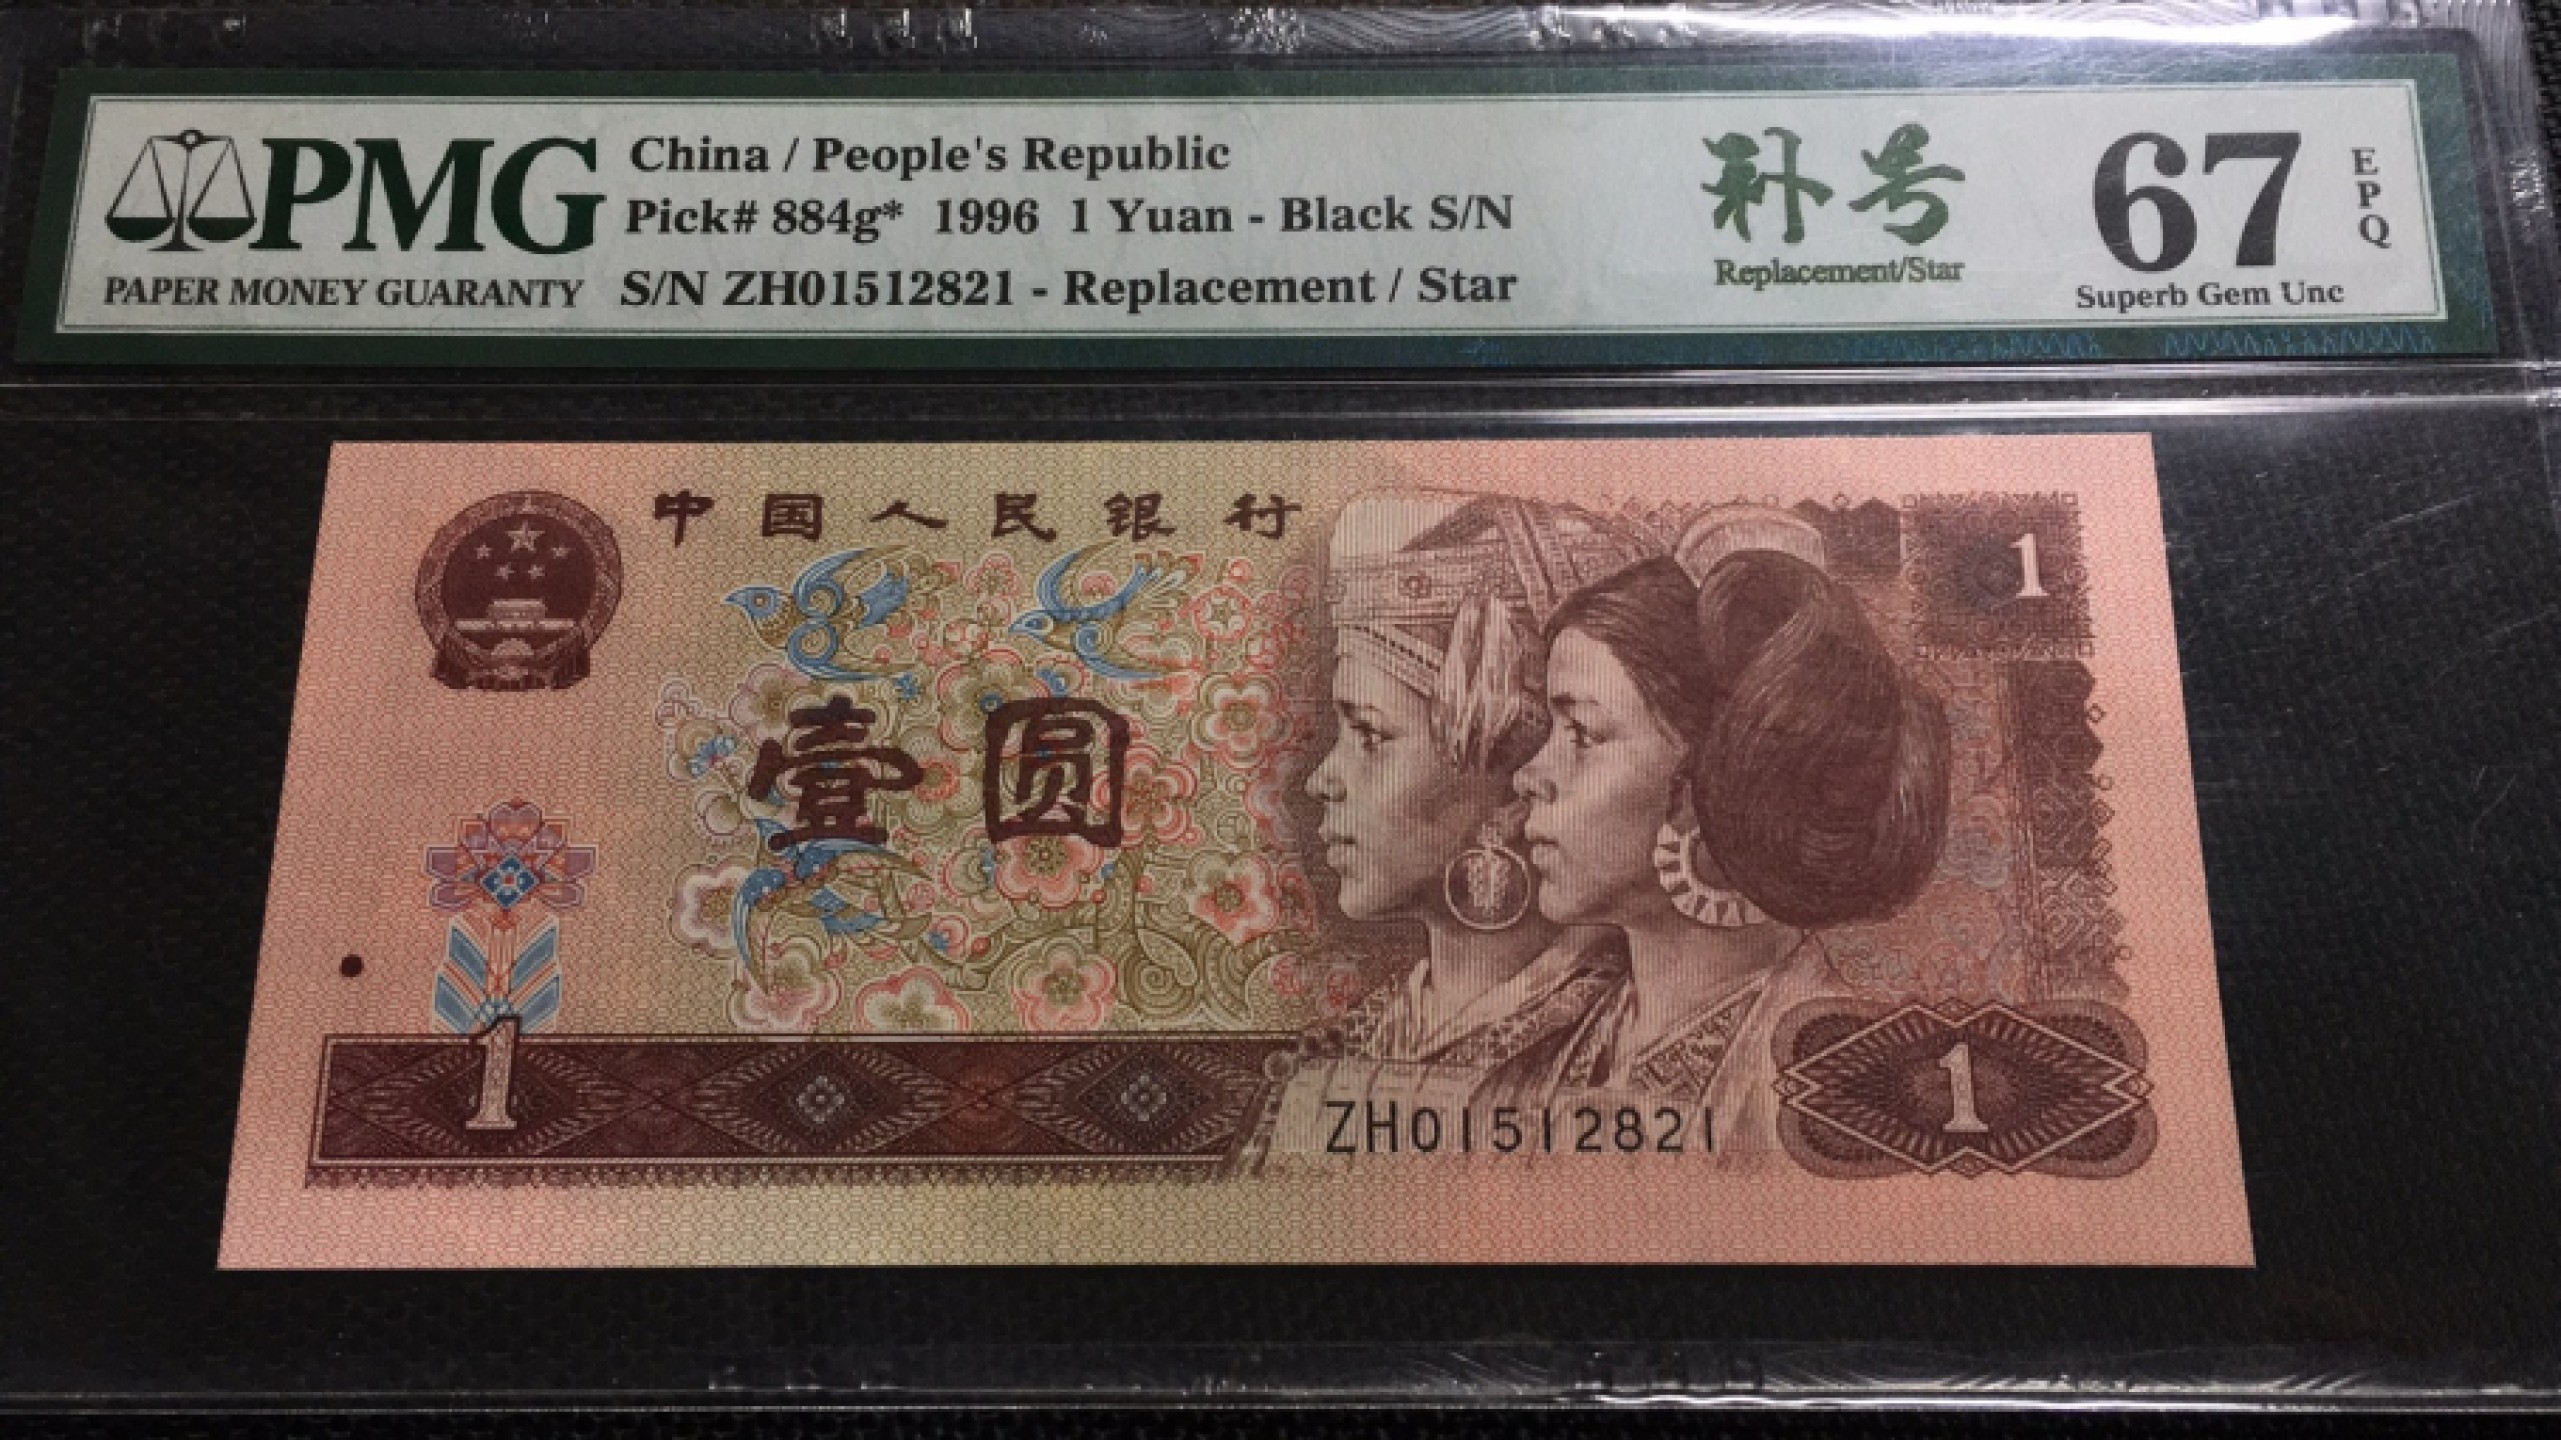 PMG
PAPER MONEY GUARANTY
China / People's Republic
Pick# 884g* 1996 1 Yuan - Black S/N
S/N ZH01512821 - Replacement / Star
补号
Replacement/Star
67
EPQ
Superb Gem Unc
中国人民银行
1
壹圆
1
ZH01512821
1